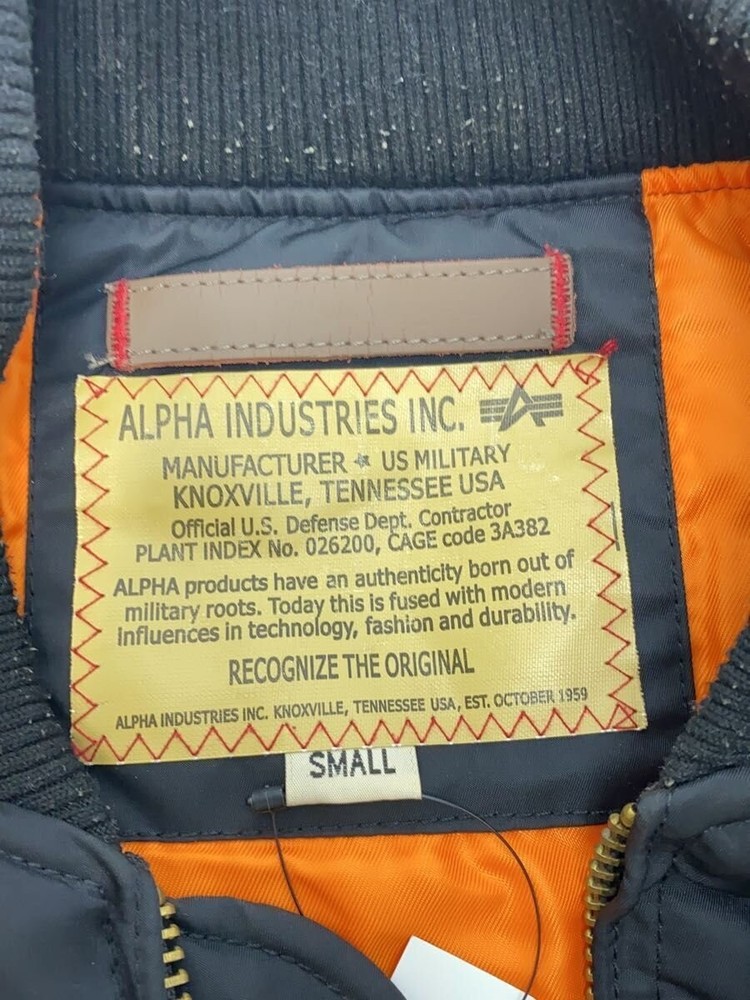 ALPHA INDUSTRIES INC.
MANUFACTURER ★ US MILITARY
KNOXVILLE, TENNESSEE USA
Official U.S. Defense Dept. Contractor
PLANT INDEX No. 026200, CAGE code 3A382
ALPHA products have an authenticity born out of
military roots. Today this is fused with modern
influences in technology, fashion and durability.
RECOGNIZE THE ORIGINAL
ALPHA INDUSTRIES INC. KNOXVILLE, TENNESSEE USA, EST. OCTOBER 1959
SMALL